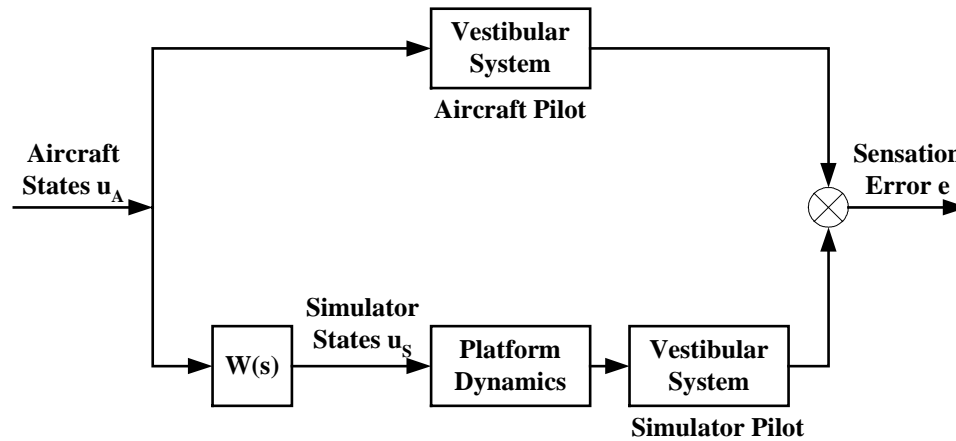 Vestibular
System
Aircraft Pilot
Aircraft
States u_A
Sensation
Error e
W(s)
Simulator
States u_S
Platform
Dynamics
Vestibular
System
Simulator Pilot